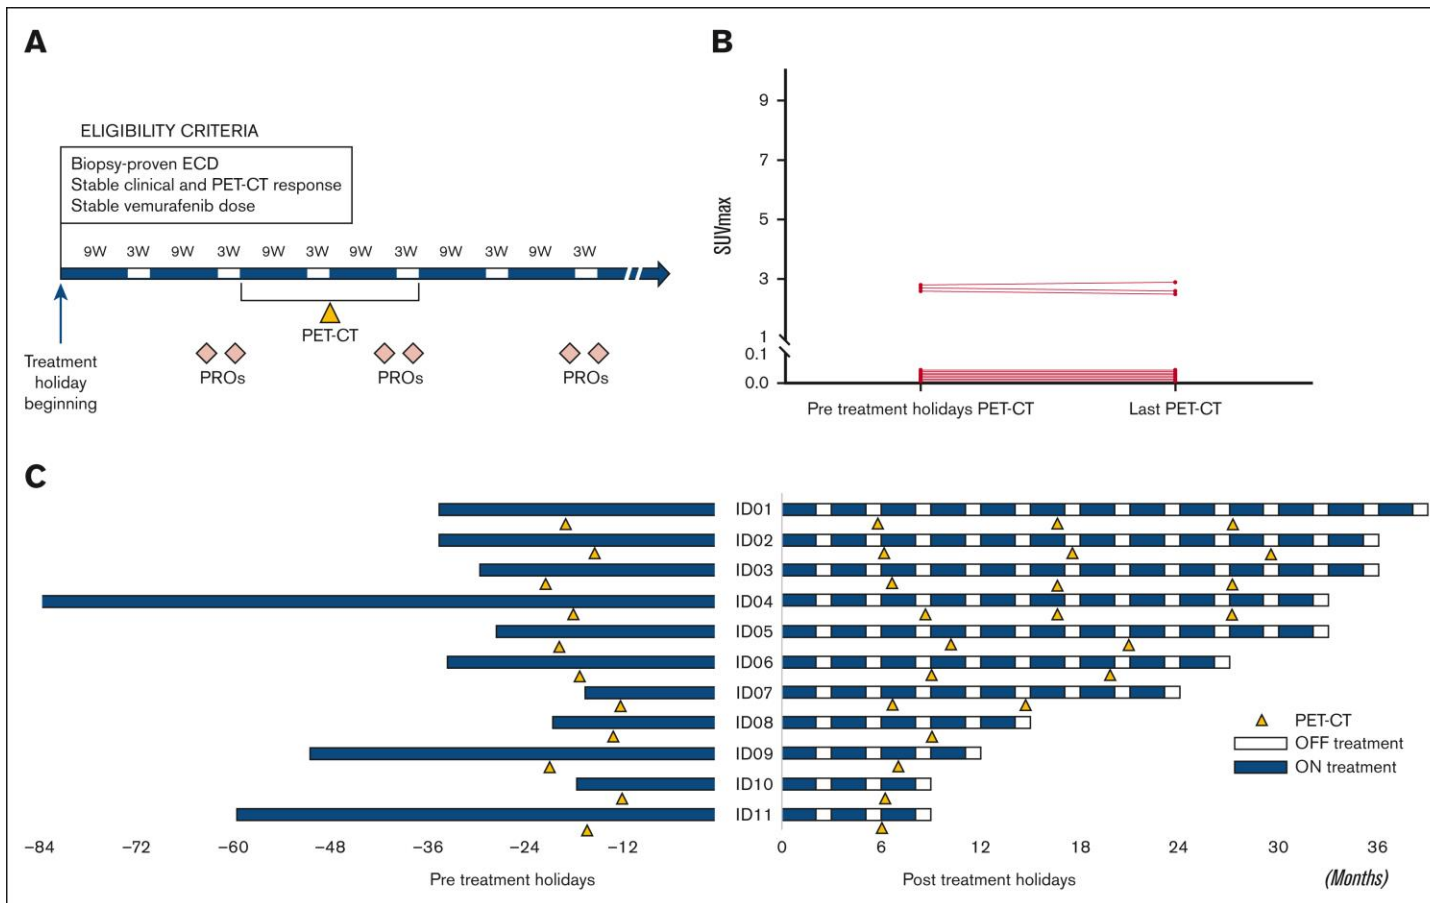 A
ELIGIBILITY CRITERIA
Biopsy-proven ECD
Stable clinical and PET-CT response
Stable vemurafenib dose
9W 3W 9W 3W 9W 3W 9W 3W 9W 3W 9W 3W
PET-CT
Treatment
holiday
beginning
PROs PROs PROs
B
SUVmax
9
7
5
3
1
0.1
0.0
Pre treatment holidays PET-CT Last PET-CT
C
ID01
ID02
ID03
ID04
ID05
ID06
ID07
ID08
ID09
ID10
ID11
PET-CT
OFF treatment
ON treatment
−84 −72 −60 −48 −36 −24 −12 0 6 12 18 24 30 36
Pre treatment holidays Post treatment holidays (Months)